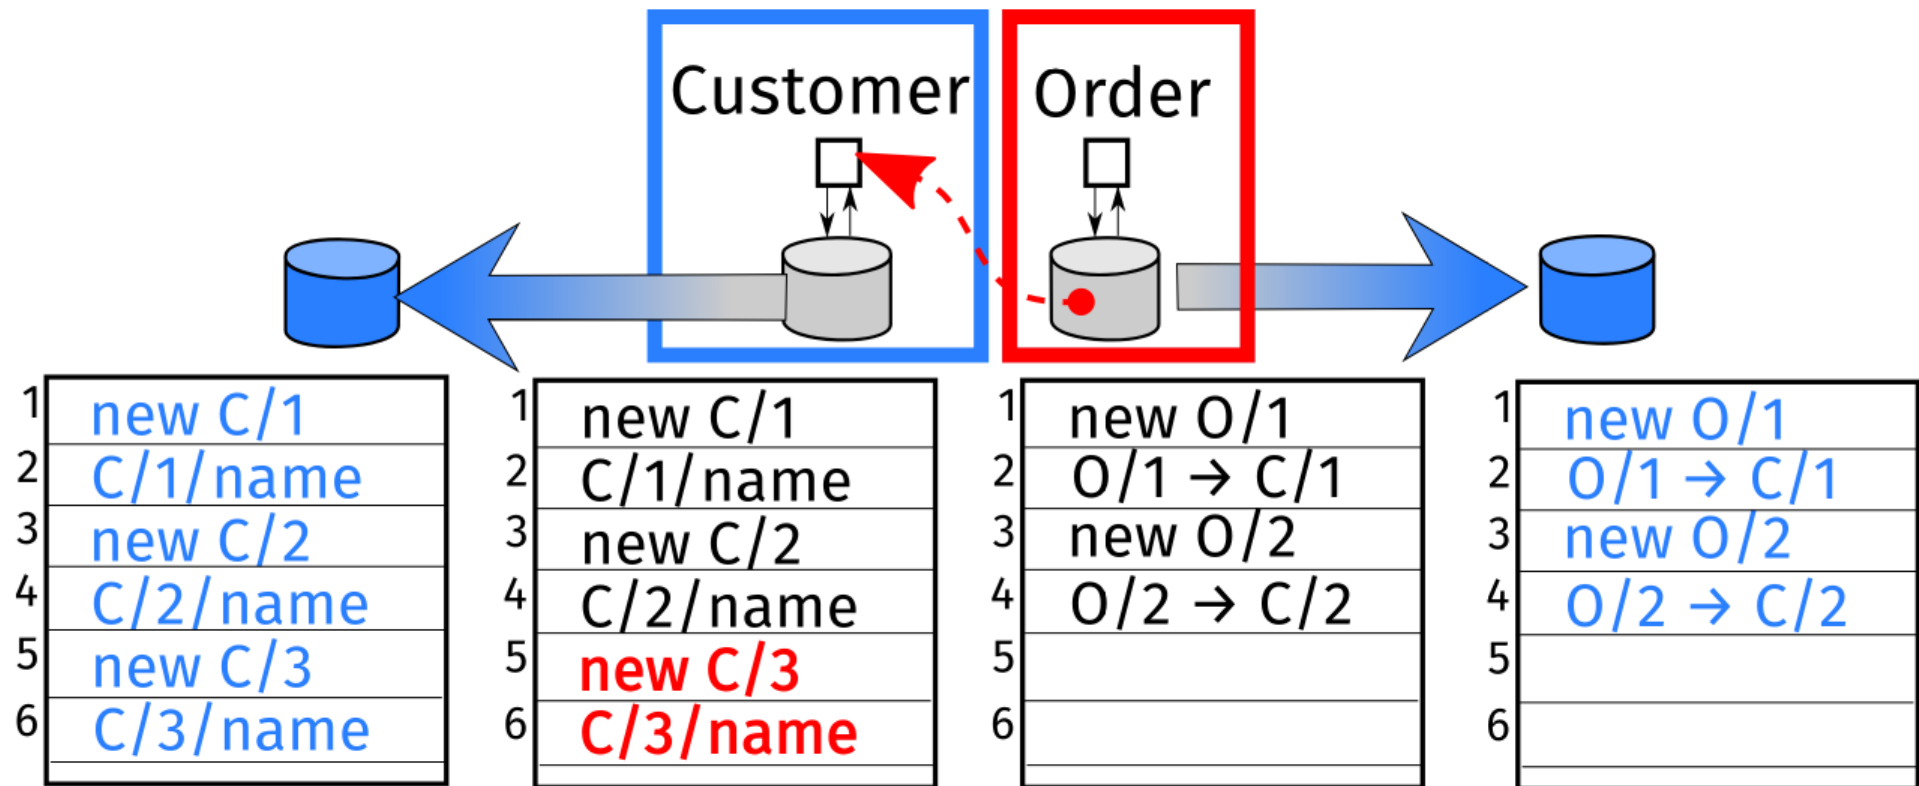 Customer
Order
1 new C/1
2 C/1/name
3 new C/2
4 C/2/name
5 new C/3
6 C/3/name
1 new C/1
2 C/1/name
3 new C/2
4 C/2/name
5 new C/3
6 C/3/name
1 new O/1
2 O/1 → C/1
3 new O/2
4 O/2 → C/2
5
6
1 new O/1
2 O/1 → C/1
3 new O/2
4 O/2 → C/2
5
6